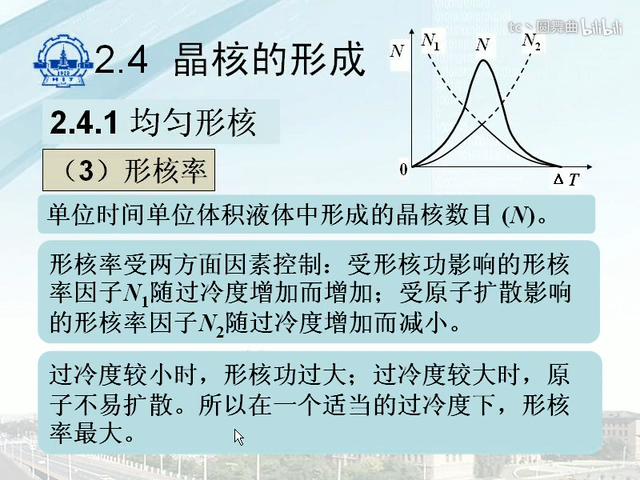 tc丶圆舞曲 bilibili
2.4 晶核的形成
N N₁ N N₂
0 Δ T
2.4.1 均匀形核
（3）形核率
单位时间单位体积液体中形成的晶核数目 (N)。
形核率受两方面因素控制：受形核功影响的形核
率因子N₁随过冷度增加而增加；受原子扩散影响
的形核率因子N₂随过冷度增加而减小。
过冷度较小时，形核功过大；过冷度较大时，原
子不易扩散。所以在一个适当的过冷度下，形核
率最大。